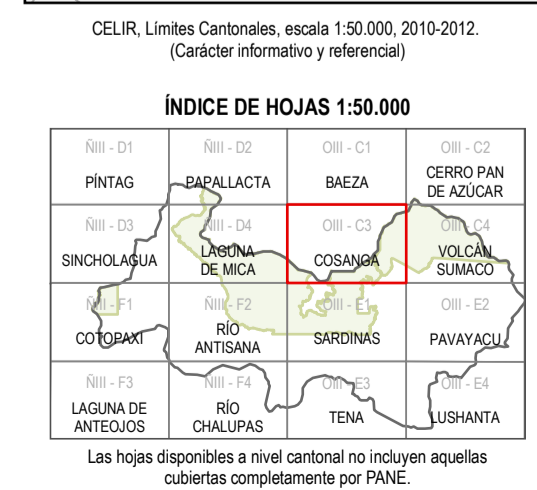 CELIR, Límites Cantonales, escala 1:50.000, 2010-2012.
(Carácter informativo y referencial)
ÍNDICE DE HOJAS 1:50.000
ÑIII - D1
PÍNTAG
ÑIII - D2
PAPALLACTA
OIII - C1
BAEZA
OIII - C2
CERRO PAN
DE AZÚCAR
ÑIII - D3
SINCHOLAGUA
ÑIII - D4
LAGUNA
DE MICA
OIII - C3
COSANGA
OIII - C4
VOLCÁN
SUMACO
ÑIII - F1
COTOPAXI
ÑIII - F2
RÍO
ANTISANA
OIII - E1
SARDINAS
OIII - E2
PAVAYACU
ÑIII - F3
LAGUNA DE
ANTEOJOS
ÑIII - F4
RÍO
CHALUPAS
OIII - E3
TENA
OIII - E4
LUSHANTA
Las hojas disponibles a nivel cantonal no incluyen aquellas
cubiertas completamente por PANE.